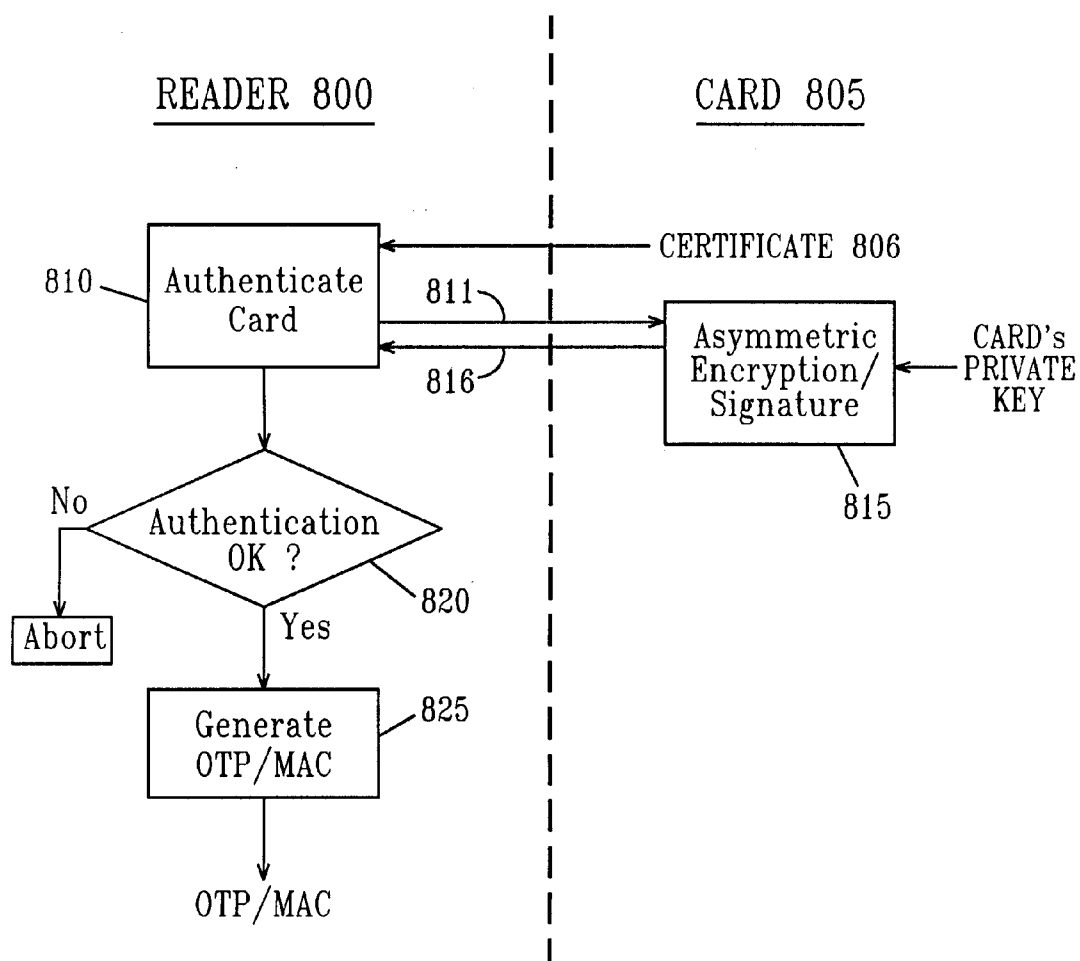 READER 800
CARD 805
CERTIFICATE 806
810
Authenticate
Card
811
816
Asymmetric
Encryption/
Signature
CARD's
PRIVATE
KEY
815
No
Authentication
OK ?
820
Abort
Yes
Generate
OTP/MAC
825
OTP/MAC